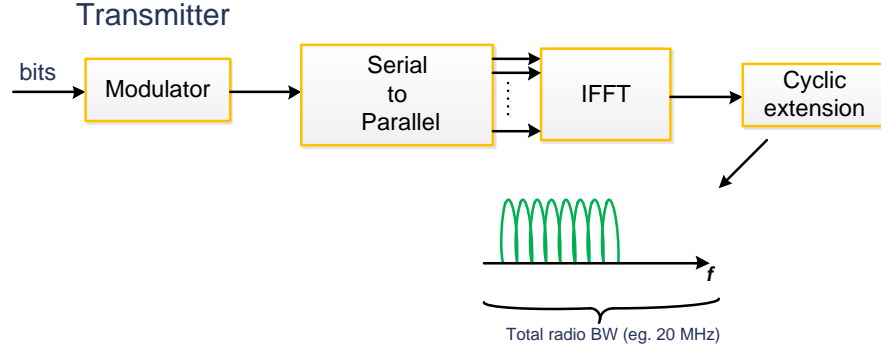 Transmitter
bits
Modulator
Serial
to
Parallel
IFFT
Cyclic
extension
f
Total radio BW (eg. 20 MHz)